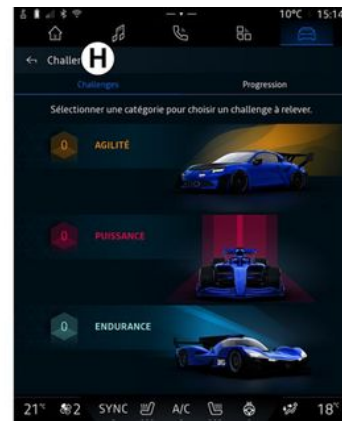 10°C 15:14
Challen
H
Challenges Progression
Sélectionner une catégorie pour choisir un challenge à relever.
0 AGILITÉ
0 PUISSANCE
0 ENDURANCE
21° 2 SYNC A/C 18°